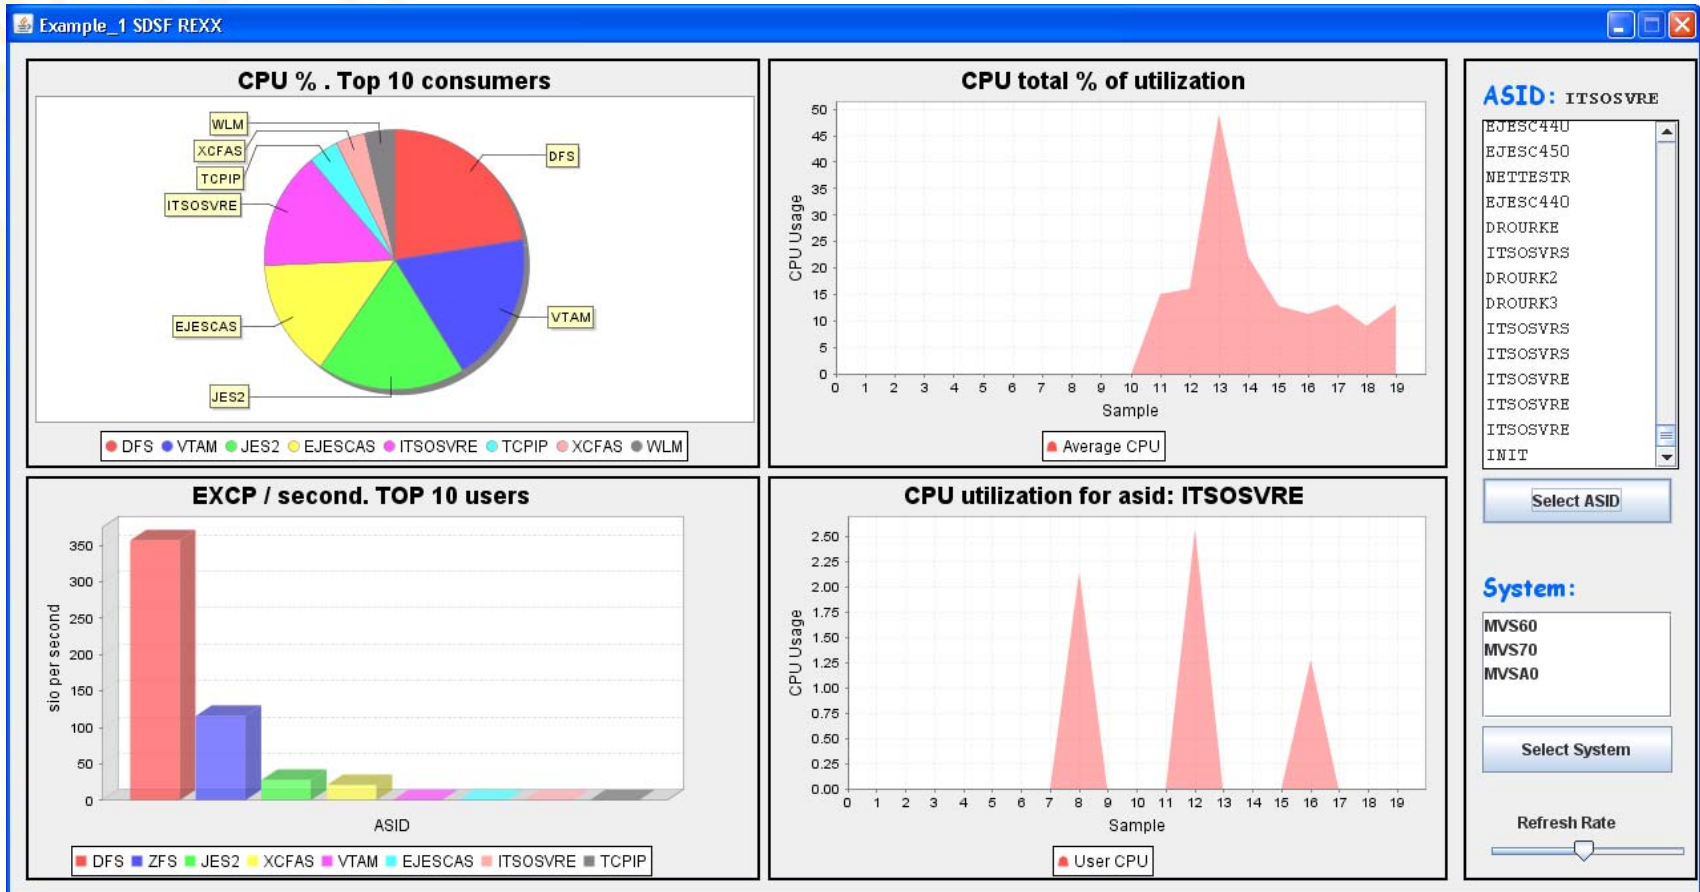 Example_1 SDSF REXX
CPU % . Top 10 consumers
WLM
XCFAS
TCPIP
ITSOSVRE
EJESCAS
JES2
DFS
VTAM
DFS VTAM JES2 EJESCAS ITSOSVRE TCPIP XCFAS WLM
CPU total % of utilization
CPU Usage
50
45
40
35
30
25
20
15
10
5
0
0 1 2 3 4 5 6 7 8 9 10 11 12 13 14 15 16 17 18 19
Sample
Average CPU
EXCP / second. TOP 10 users
sio per second
350
300
250
200
150
100
50
0
ASID
DFS ZFS JES2 XCFAS VTAM EJESCAS ITSOSVRE TCPIP
CPU utilization for asid: ITSOSVRE
CPU Usage
2.50
2.25
2.00
1.75
1.50
1.25
1.00
0.75
0.50
0.25
0.00
0 1 2 3 4 5 6 7 8 9 10 11 12 13 14 15 16 17 18 19
Sample
User CPU
ASID: ITSOSVRE
EJESC44U
EJESC450
NETTESTR
EJESC440
DROURKE
ITSOSVRS
DROURK2
DROURK3
ITSOSVRS
ITSOSVRS
ITSOSVRE
ITSOSVRE
ITSOSVRE
INIT
Select ASID
System:
MVS60
MVS70
MVSA0
Select System
Refresh Rate